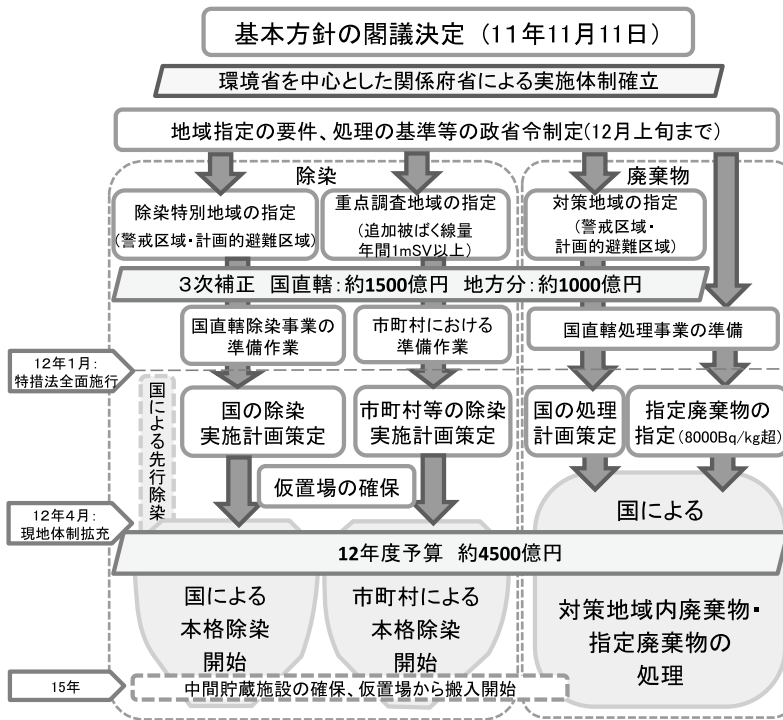 基本方針の閣議決定（11年11月11日）
環境省を中心とした関係府省による実施体制確立
地域指定の要件、処理の基準等の政省令制定(12月上旬まで)
除染
廃棄物
除染特別地域の指定
(警戒区域・計画的避難区域)
重点調査地域の指定
(追加被ばく線量
年間1mSV以上)
対策地域の指定
(警戒区域・
計画的避難区域)
3次補正 国直轄：約1500億円 地方分：約1000億円
国直轄除染事業の
準備作業
市町村における
準備作業
国直轄処理事業の準備
12年1月：
特措法全面施行
国による先行除染
国の除染
実施計画策定
市町村等の除染
実施計画策定
国の処理
計画策定
指定廃棄物の
指定(8000Bq/kg超)
仮置場の確保
12年4月：
現地体制拡充
国による
12年度予算 約4500億円
国による
本格除染
開始
市町村による
本格除染
開始
対策地域内廃棄物・
指定廃棄物の
処理
15年
中間貯蔵施設の確保、仮置場から搬入開始